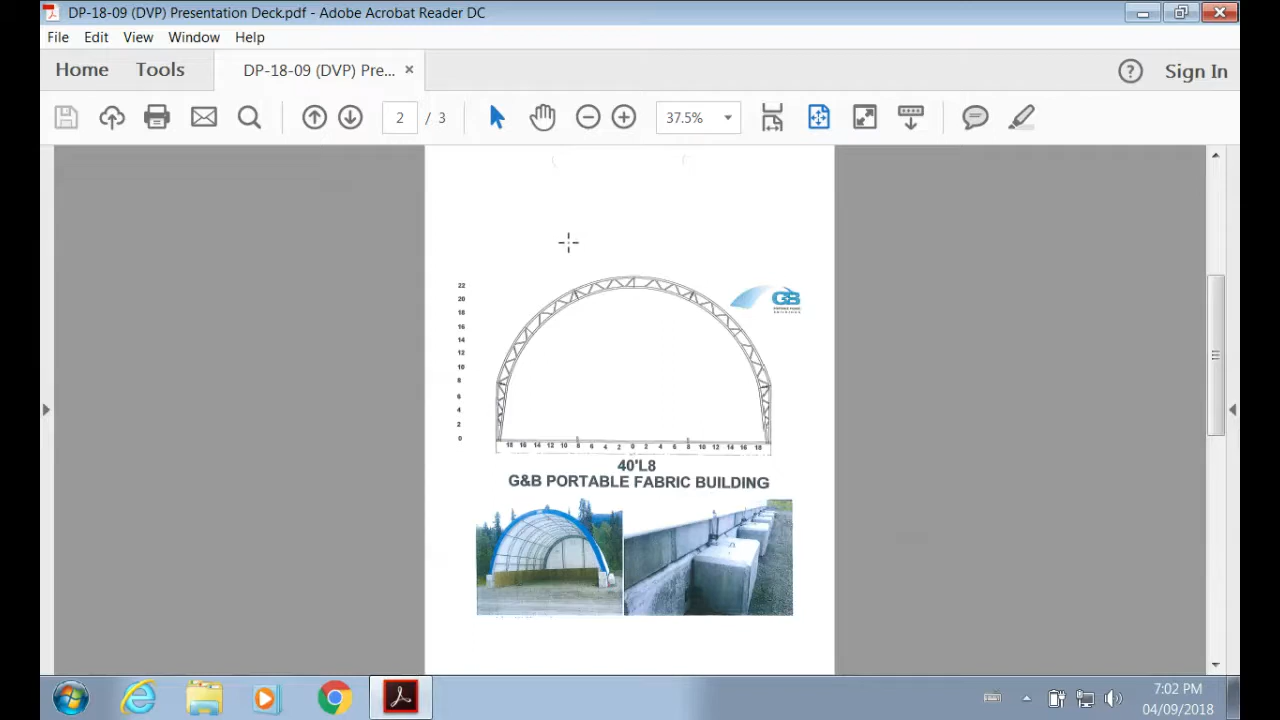 DP-18-09 (DVP) Presentation Deck.pdf - Adobe Acrobat Reader DC
File Edit View Window Help
Home Tools DP-18-09 (DVP) Pre... × Sign In
2 / 3 37.5%
22
20
18
16
14
12
10
8
6
4
2
0
G&B
18 16 14 12 10 8 6 4 2 0 2 4 6 8 10 12 14 16 18
40'L8
G&B PORTABLE FABRIC BUILDING
7:02 PM
04/09/2018